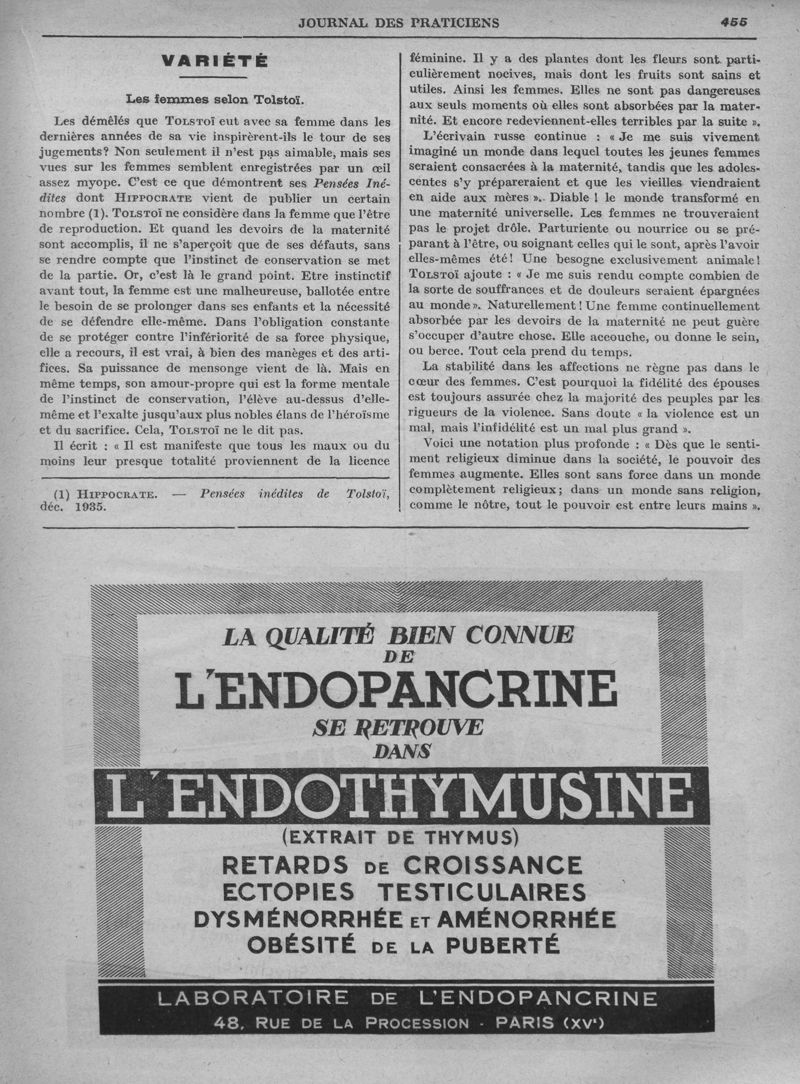 JOURNAL DES PRATICIENS
455
VARIÉTÉ
Les femmes selon Tolstoï.
Les démêlés que TOLSTOÏ eut avec sa femme dans les
dernières années de sa vie inspirèrent-ils le tour de ses
jugements? Non seulement il n'est pas aimable, mais ses
vues sur les femmes semblent enregistrées par un œil
assez myope. C'est ce que démontrent ses Pensées Iné-
dites dont HIPPOCRATE vient de publier un certain
nombre (1). TOLSTOÏ ne considère dans la femme que l'être
de reproduction. Et quand les devoirs de la maternité
sont accomplis, il ne s'aperçoit que de ses défauts, sans
se rendre compte que l'instinct de conservation se met
de la partie. Or, c'est là le grand point. Etre instinctif
avant tout, la femme est une malheureuse, ballotée entre
le besoin de se prolonger dans ses enfants et la nécessité
de se défendre elle-même. Dans l'obligation constante
de se protéger contre l'infériorité de sa force physique,
elle a recours, il est vrai, à bien des manèges et des arti-
fices. Sa puissance de mensonge vient de là. Mais en
même temps, son amour-propre qui est la forme mentale
de l'instinct de conservation, l'élève au-dessus d'elle-
même et l'exalte jusqu'aux plus nobles élans de l'héroïsme
et du sacrifice. Cela, TOLSTOÏ ne le dit pas.
Il écrit : « Il est manifeste que tous les maux ou du
moins leur presque totalité proviennent de la licence
(1) HIPPOCRATE. — Pensées inédites de Tolstoï,
déc. 1935.
féminine. Il y a des plantes dont les fleurs sont parti-
culièrement nocives, mais dont les fruits sont sains et
utiles. Ainsi les femmes. Elles ne sont pas dangereuses
aux seuls moments où elles sont absorbées par la mater-
nité. Et encore redeviennent-elles terribles par la suite ».
L'écrivain russe continue : « Je me suis vivement
imaginé un monde dans lequel toutes les jeunes femmes
seraient consacrées à la maternité, tandis que les adoles-
centes s'y prépareraient et que les vieilles viendraient
en aide aux mères ». Diable ! le monde transformé en
une maternité universelle. Les femmes ne trouveraient
pas le projet drôle. Parturiente ou nourrice ou se pré-
parant à l'être, ou soignant celles qui le sont, après l'avoir
elles-mêmes été! Une besogne exclusivement animale!
TOLSTOÏ ajoute : « Je me suis rendu compte combien de
la sorte de souffrances et de douleurs seraient épargnées
au monde ». Naturellement! Une femme continuellement
absorbée par les devoirs de la maternité ne peut guère
s'occuper d'autre chose. Elle accouche, ou donne le sein,
ou berce. Tout cela prend du temps.
La stabilité dans les affections ne règne pas dans le
cœur des femmes. C'est pourquoi la fidélité des épouses
est toujours assurée chez la majorité des peuples par les
rigueurs de la violence. Sans doute « la violence est un
mal, mais l'infidélité est un mal plus grand ».
Voici une notation plus profonde : « Dès que le senti-
ment religieux diminue dans la société, le pouvoir des
femmes augmente. Elles sont sans force dans un monde
complètement religieux; dans un monde sans religion,
comme le nôtre, tout le pouvoir est entre leurs mains ».
LA QUALITÉ BIEN CONNUE
DE
L'ENDOPANCRINE
SE RETROUVE
DANS
L'ENDOTHYMUSINE
(EXTRAIT DE THYMUS)
RETARDS DE CROISSANCE
ECTOPIES TESTICULAIRES
DYSMÉNORRHÉE ET AMÉNORRHÉE
OBÉSITÉ DE LA PUBERTÉ
LABORATOIRE DE L'ENDOPANCRINE
48, RUE DE LA PROCESSION - PARIS (XVe)